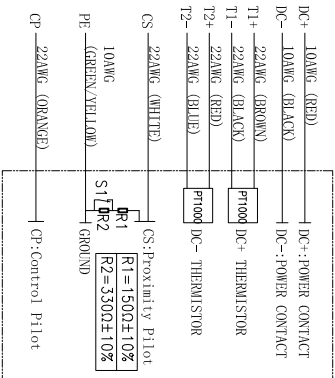 DC+ 10AWG (BLACK) DC+:POWER CONTACT
DC- 10AWG (BLACK) DC-:POWER CONTACT
T1+ 22AWG (BROWN)
T1- 22AWG (BLACK)
PT1000
DC+ THERMISTOR
T2+ 22AWG (RED)
T2- 22AWG (BLUE)
PT1000
DC- THERMISTOR
CS 22AWG (WHITE) CS:Proximity Pilot
R1
R1=150Ω±10%
S1
R2
R2=330Ω±10%
PE 10AWG
(GREEN/YELLOW)
GROUND
CP 22AWG (ORANGE) CP:Control Pilot